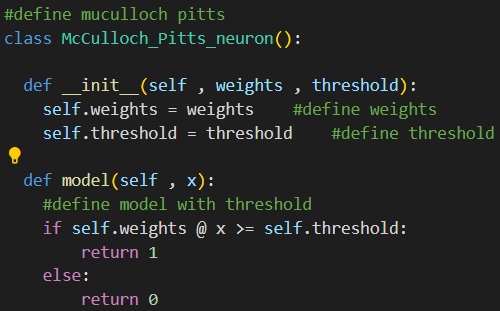 #define muculloch pitts
class McCulloch_Pitts_neuron():
def __init__(self , weights , threshold):
self.weights = weights    #define weights
self.threshold = threshold    #define threshold
def model(self , x):
#define model with threshold
if self.weights @ x >= self.threshold:
return 1
else:
return 0